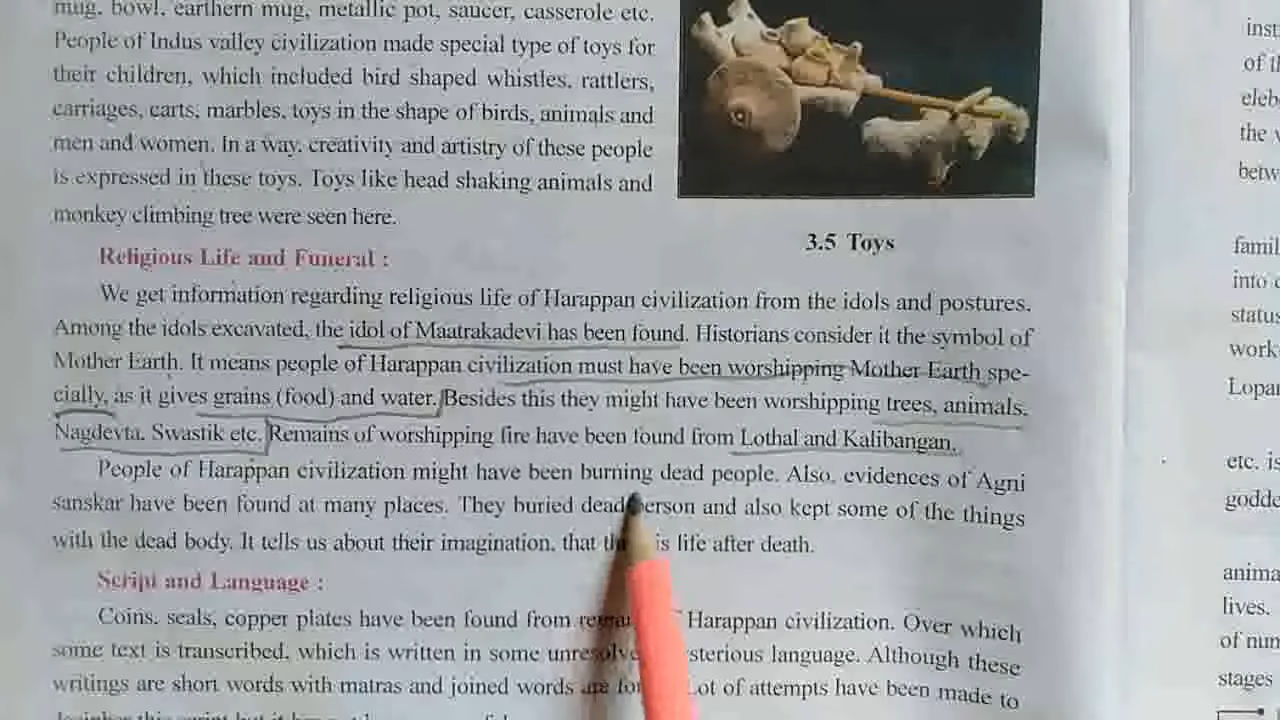 mug, bowl, earthern mug, metallic pot, saucer, casserole etc.
People of Indus valley civilization made special type of toys for
their children, which included bird shaped whistles, rattlers,
carriages, carts, marbles, toys in the shape of birds, animals and
men and women. In a way, creativity and artistry of these people
is expressed in these toys. Toys like head shaking animals and
monkey climbing tree were seen here.
3.5 Toys
Religious Life and Funeral :
We get information regarding religious life of Harappan civilization from the idols and postures.
Among the idols excavated, the idol of Maatrakadevi has been found. Historians consider it the symbol of
Mother Earth. It means people of Harappan civilization must have been worshipping Mother Earth spe-
cially, as it gives grains (food) and water. Besides this they might have been worshipping trees, animals,
Nagdevta, Swastik etc. Remains of worshipping fire have been found from Lothal and Kalibangan.
People of Harappan civilization might have been burning dead people. Also, evidences of Agni
sanskar have been found at many places. They buried dead person and also kept some of the things
with the dead body. It tells us about their imagination, that is life after death.
Script and Language :
Coins, seals, copper plates have been found from Harappan civilization. Over which
some text is transcribed, which is written in some language. Although these
writings are short words with matras and joined words are Lot of attempts have been made to
inst
of th
eleb
the
betw
famil
into
status
work
Lopar
etc. is
godde
anima
lives.
of num
stages